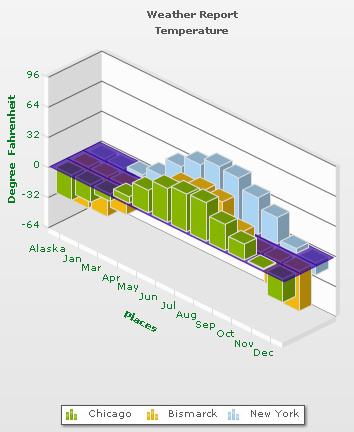 Weather Report
Temperature
96
64
32
0
-32
-64
Degree Fahrenheit
Alaska
Jan
Mar
Apr
May
Jun
Jul
Aug
Sep
Oct
Nov
Dec
Places
Chicago Bismarck New York